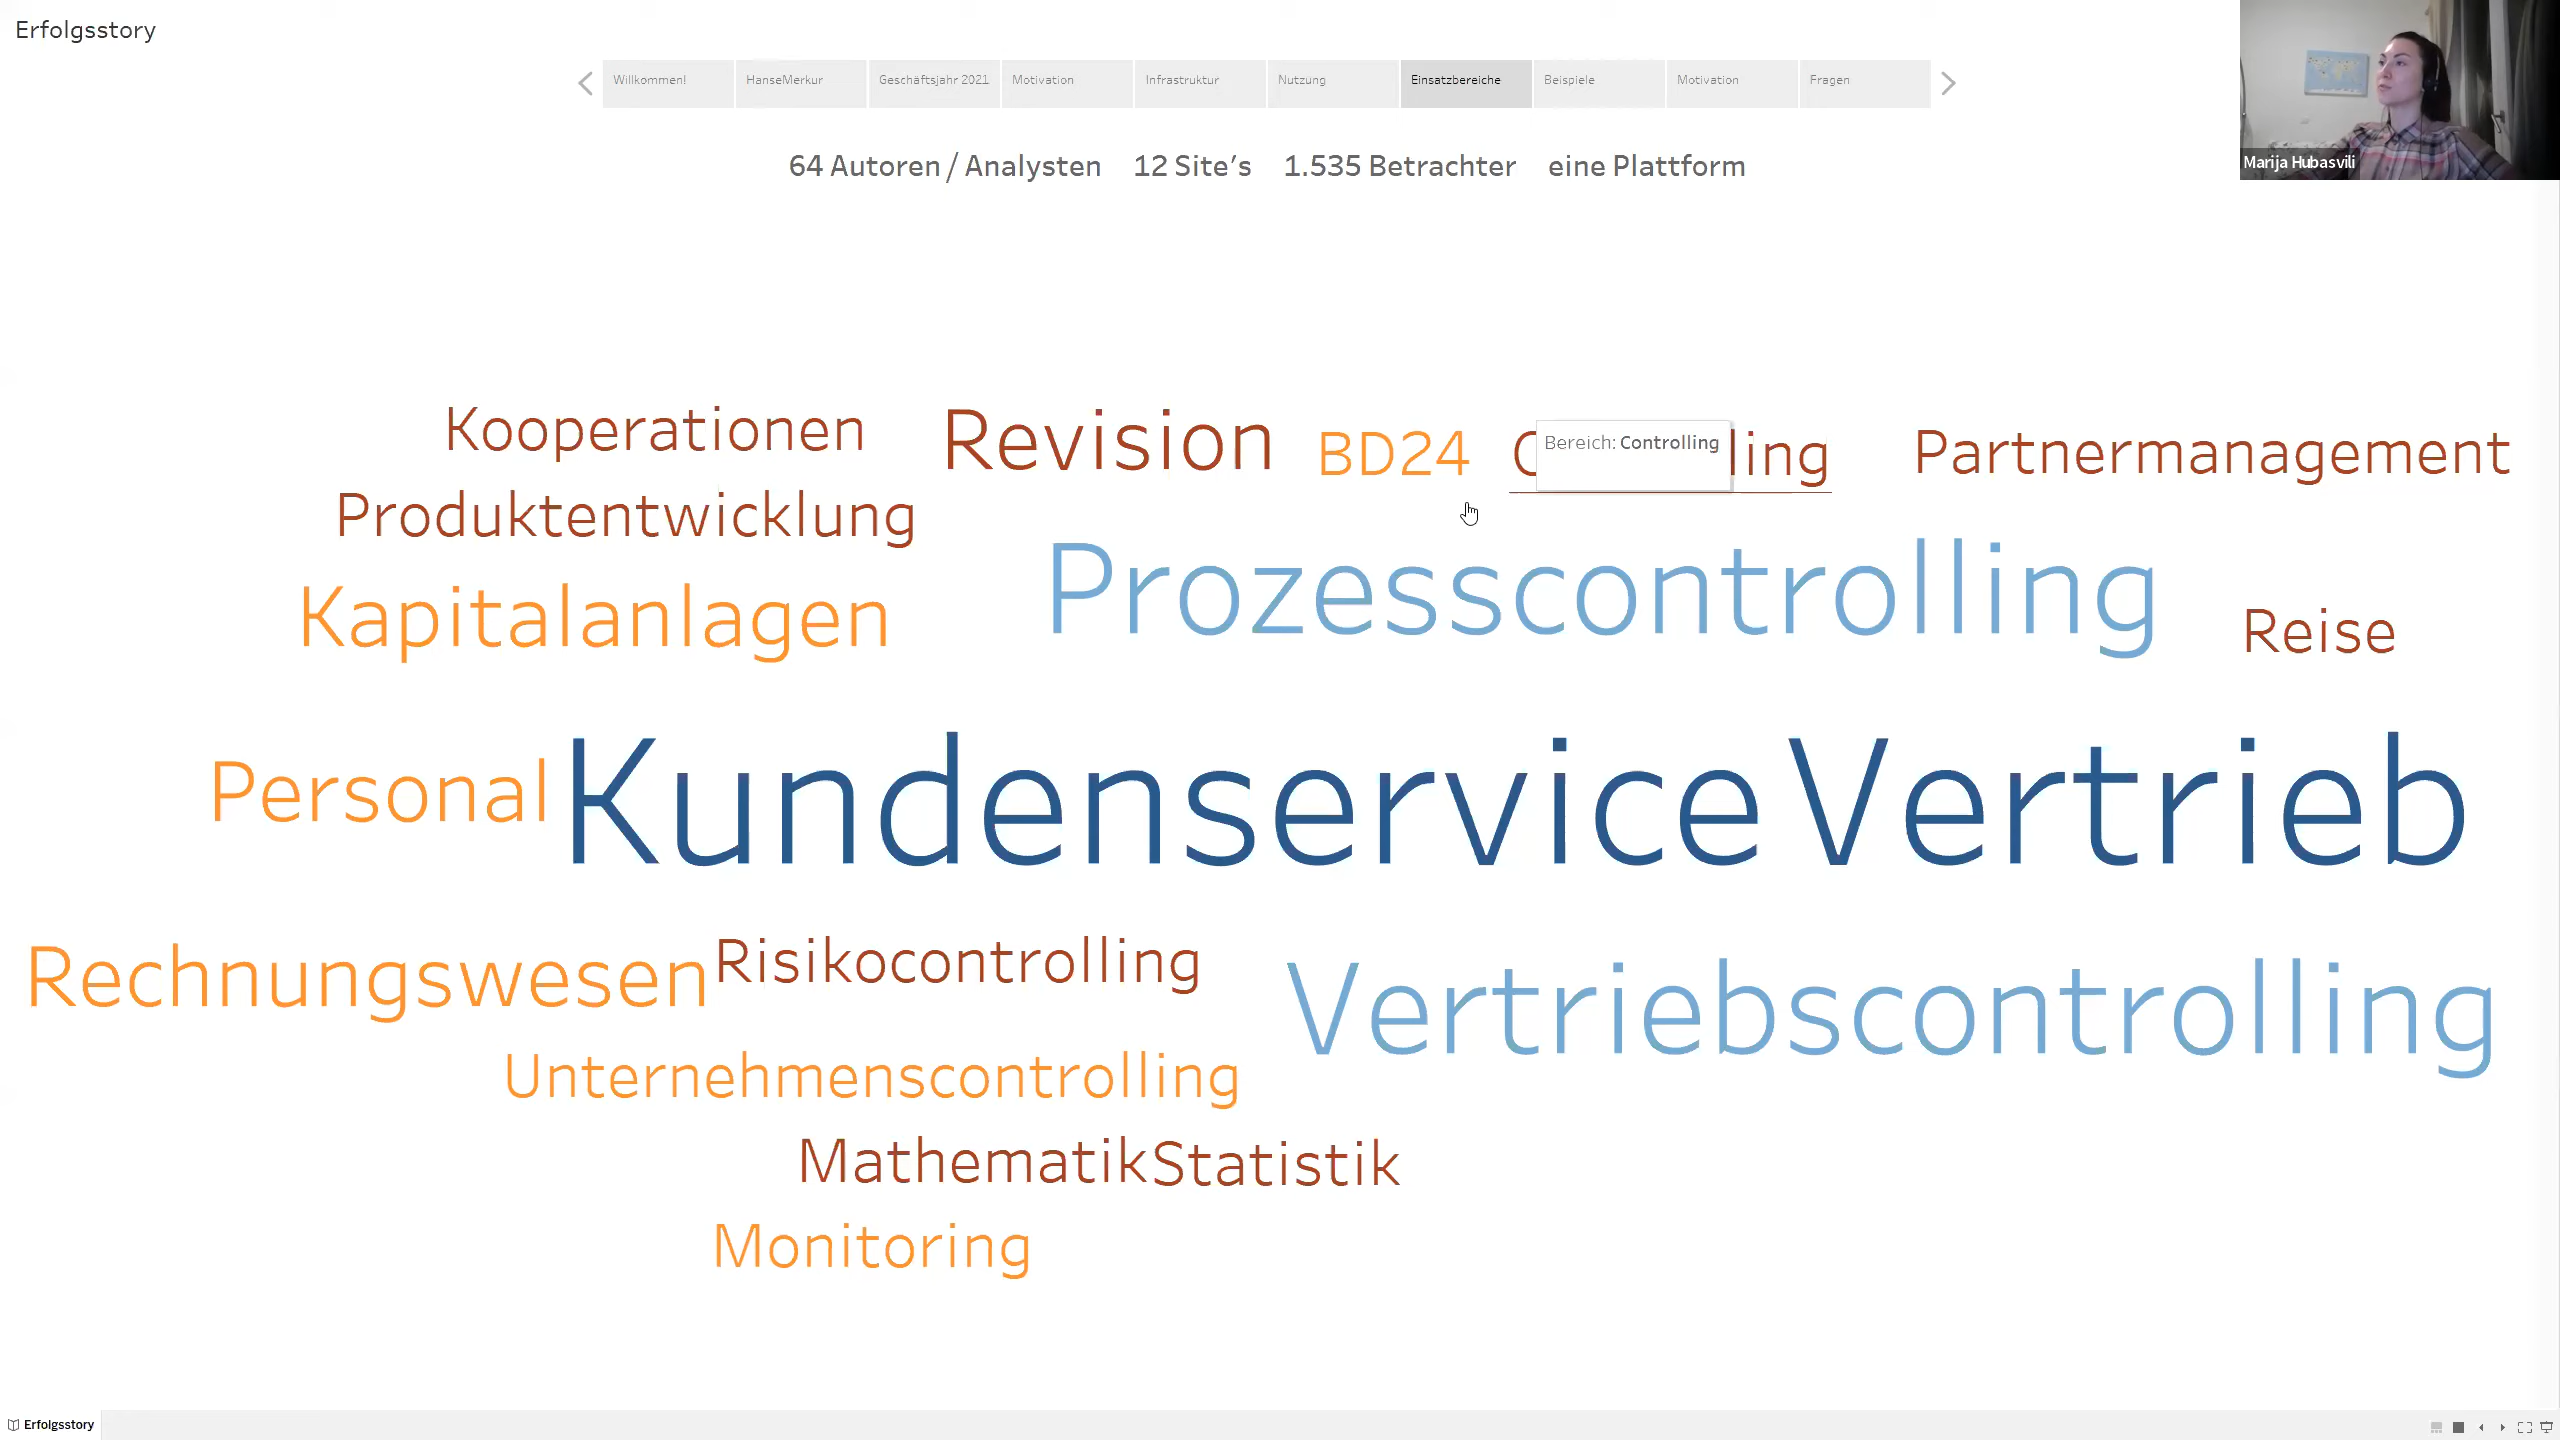 Erfolgsstory
Willkommen! HanseMerkur Geschäftsjahr 2021 Motivation Infrastruktur Nutzung Einsatzbereiche Beispiele Motivation Fragen
64 Autoren / Analysten 12 Site's 1.535 Betrachter eine Plattform
Marija Hubasvili
Kooperationen Revision BD24 C ling Partnermanagement
Bereich: Controlling
Produktentwicklung
Kapitalanlagen Prozesscontrolling Reise
Personal Kundenservice Vertrieb
Rechnungswesen Risikocontrolling Vertriebscontrolling
Unternehmenscontrolling
Mathematik Statistik
Monitoring
Erfolgsstory